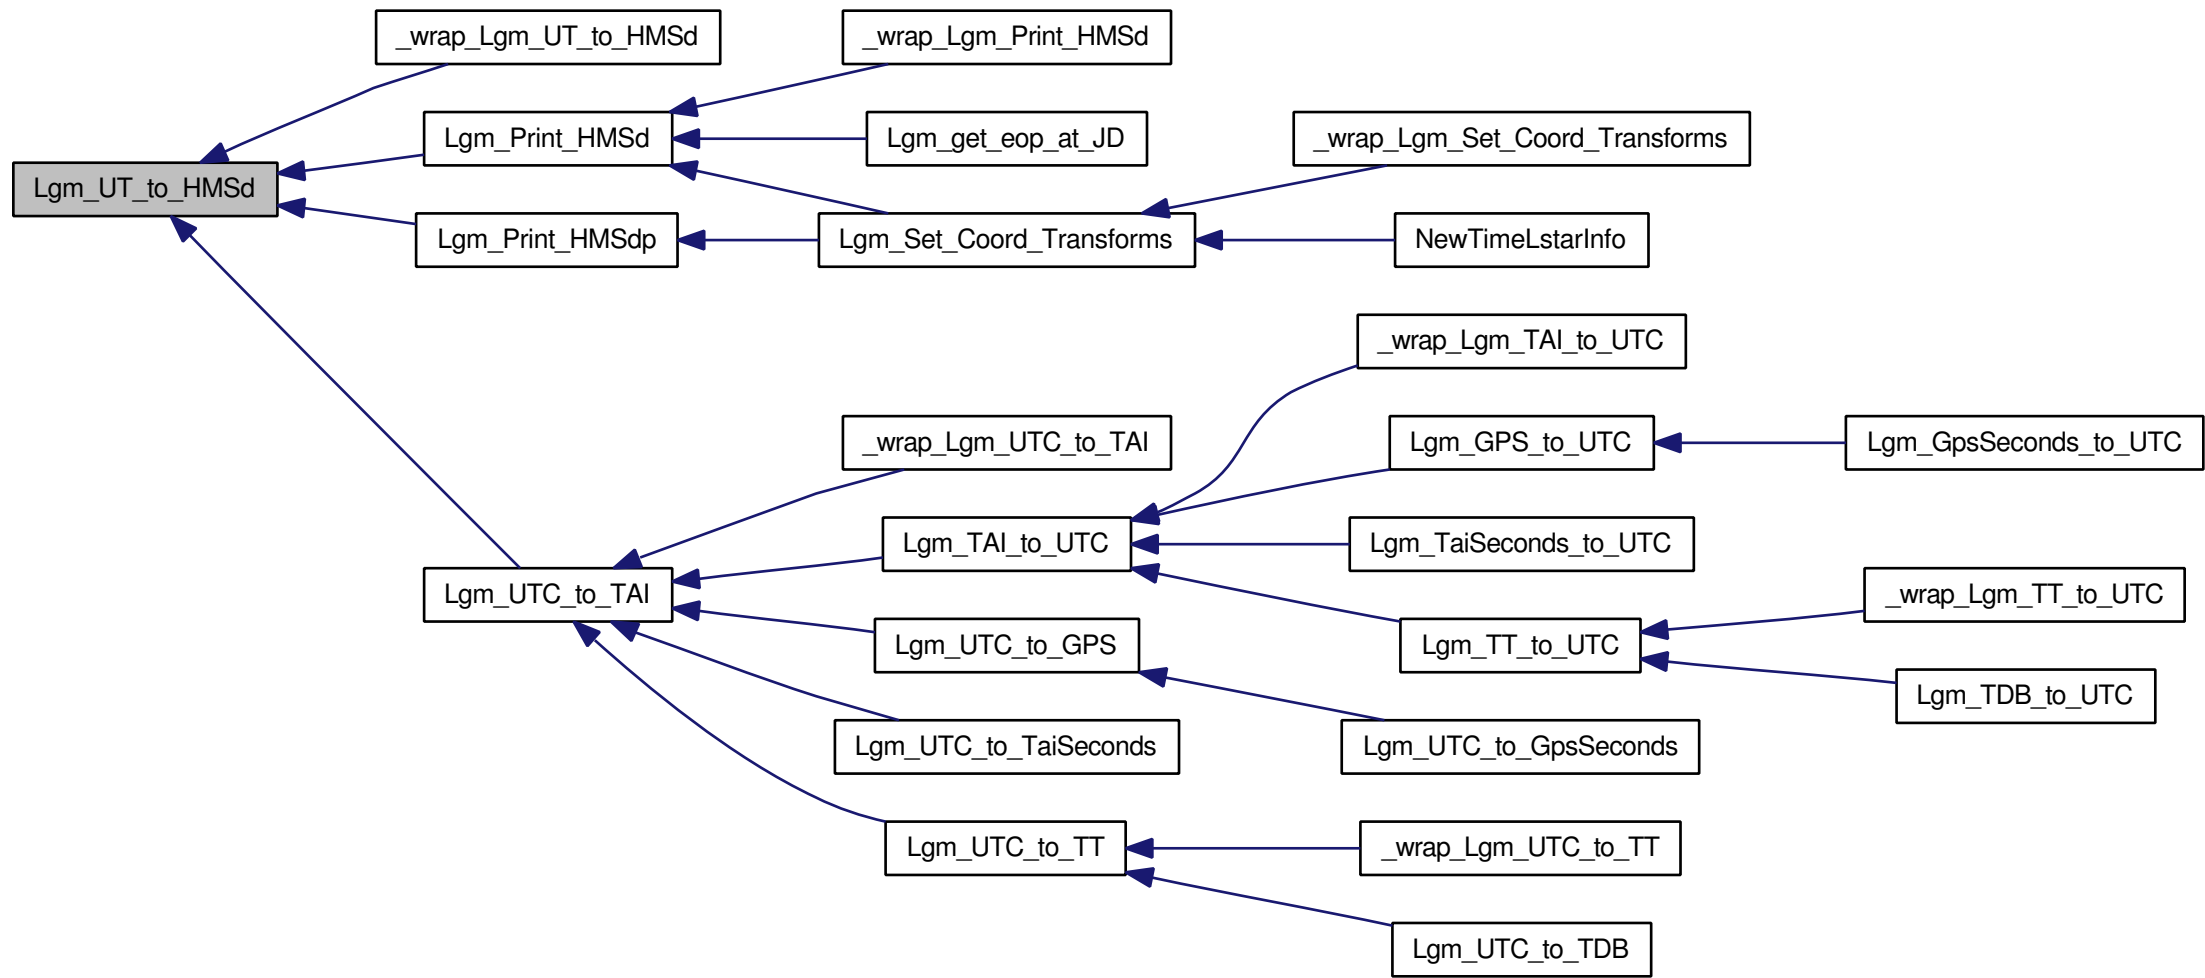 _wrap_Lgm_UT_to_HMSd
_wrap_Lgm_Print_HMSd
Lgm_Print_HMSd
Lgm_get_eop_at_JD
_wrap_Lgm_Set_Coord_Transforms
Lgm_UT_to_HMSd
Lgm_Print_HMSdp
Lgm_Set_Coord_Transforms
NewTimeLstarInfo
_wrap_Lgm_TAI_to_UTC
_wrap_Lgm_UTC_to_TAI
Lgm_GPS_to_UTC
Lgm_GpsSeconds_to_UTC
Lgm_TAI_to_UTC
Lgm_TaiSeconds_to_UTC
Lgm_UTC_to_TAI
_wrap_Lgm_TT_to_UTC
Lgm_UTC_to_GPS
Lgm_TT_to_UTC
Lgm_TDB_to_UTC
Lgm_UTC_to_TaiSeconds
Lgm_UTC_to_GpsSeconds
Lgm_UTC_to_TT
_wrap_Lgm_UTC_to_TT
Lgm_UTC_to_TDB